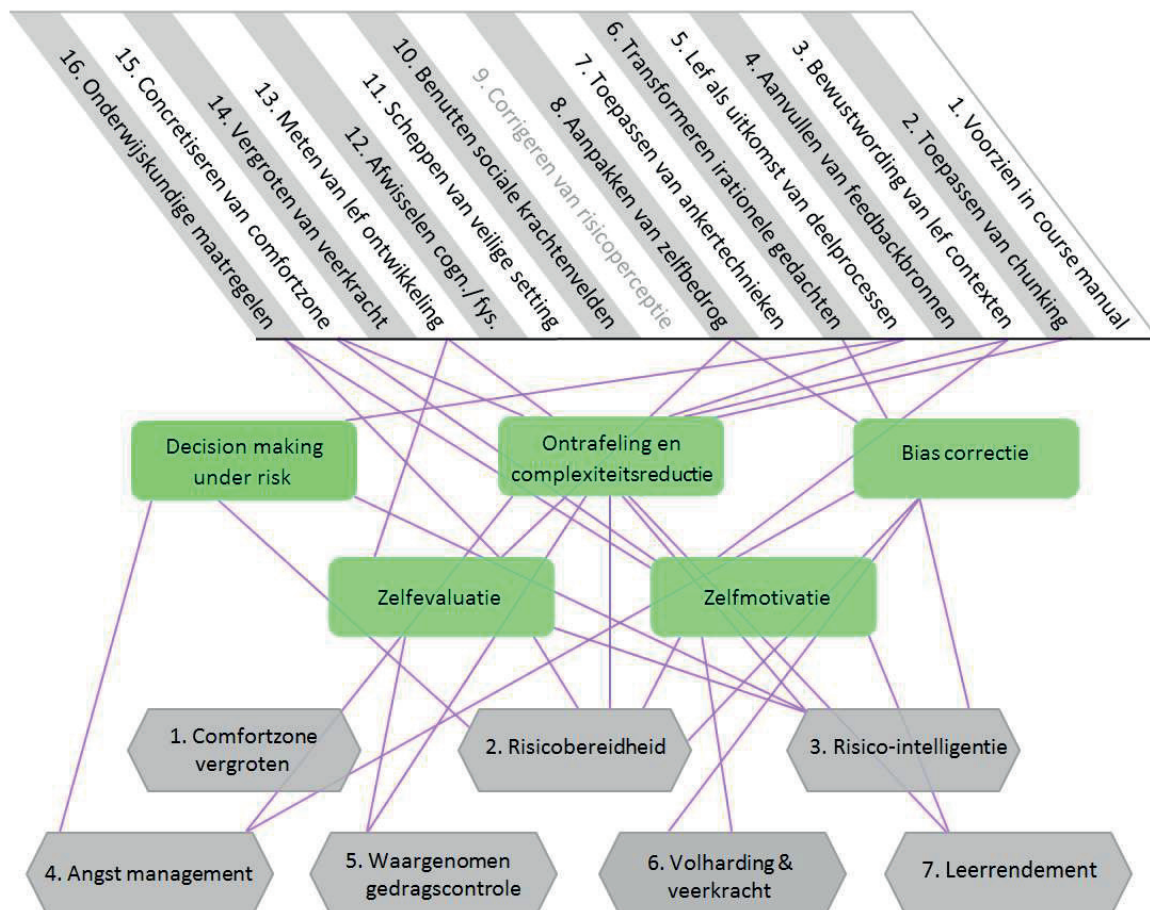 16. Onderwijskundige maatregelen
15. Concretiseren van comfortzone
14. Vergroten van veerkracht
13. Meten van lef ontwikkeling
12. Afwisselen cogn./ fys.
11. Scheppen van veilige setting
10. Benutten sociale krachtenvelden
9. Corrigeren van risicoperceptie
8. Aanpakken van zelfbedrog
7. Toepassen van ankertechnieken
6. Transformeren irationele gedachten
5. Lef als uitkomst van deelprocessen
4. Aanvullen van feedbackbronnen
3. Bewustwording van lef contexten
2. Toepassen van chunking
1. Voorzien in course manual
Decision making
under risk
Ontrafeling en
complexiteitsreductie
Bias correctie
Zelfevaluatie
Zelfmotivatie
1. Comfortzone
vergroten
2. Risicobereidheid
3. Risico-intelligentie
4. Angst management
5. Waargenomen
gedragscontrole
6. Volharding &
veerkracht
7. Leerrendement